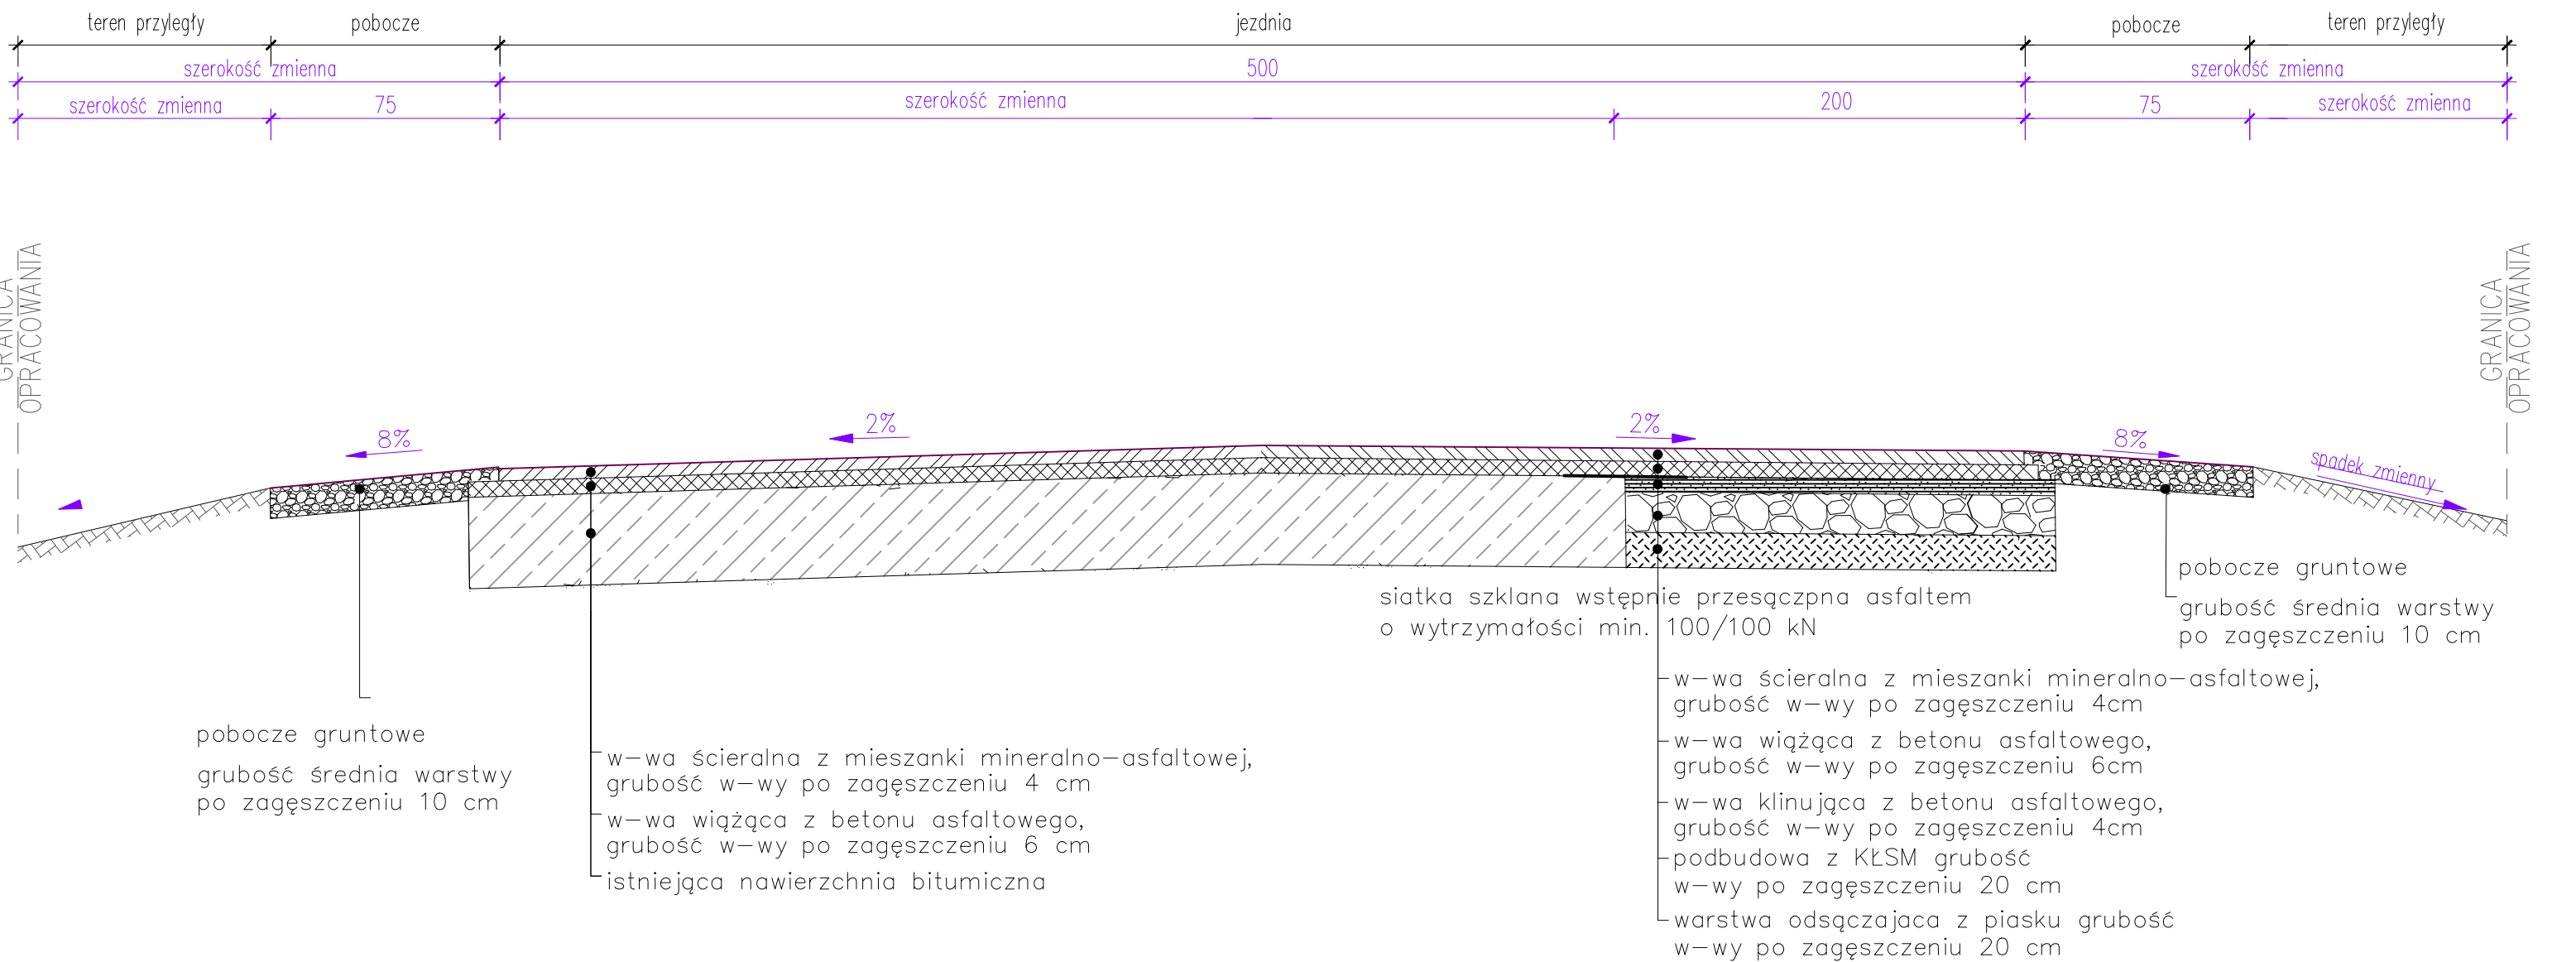 teren przyległy
pobocze
jezdnia
pobocze
teren przyległy
szerokość zmienna
500
szerokość zmienna
szerokość zmienna
75
szerokość zmienna
200
75
szerokość zmienna
GRANICA
OPRACOWANIA
GRANICA
OPRACOWANIA
8%
2%
2%
8%
spadek zmienny
pobocze gruntowe
grubość średnia warstwy
po zagęszczeniu 10 cm
siatka szklana wstępnie przesączpna asfaltem
o wytrzymałości min. 100/100 kN
w-wa ścieralna z mieszanki mineralno-asfaltowej,
grubość w-wy po zagęszczeniu 4cm
w-wa wiążąca z betonu asfaltowego,
grubość w-wy po zagęszczeniu 6cm
w-wa klinująca z betonu asfaltowego,
grubość w-wy po zagęszczeniu 4cm
podbudowa z KŁSM grubość
w-wy po zagęszczeniu 20 cm
warstwa odsączajaca z piasku grubość
w-wy po zagęszczeniu 20 cm
pobocze gruntowe
grubość średnia warstwy
po zagęszczeniu 10 cm
w-wa ścieralna z mieszanki mineralno-asfaltowej,
grubość w-wy po zagęszczeniu 4 cm
w-wa wiążąca z betonu asfaltowego,
grubość w-wy po zagęszczeniu 6 cm
istniejąca nawierzchnia bitumiczna